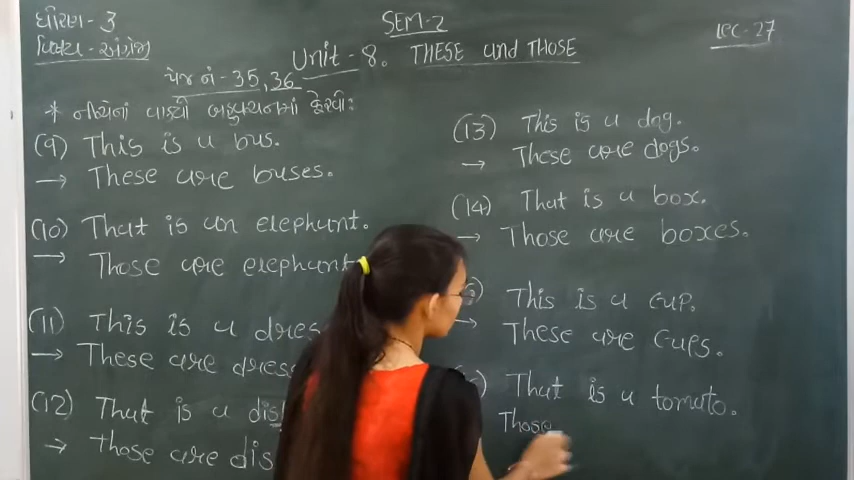 ધોરણ - 3
વિષય - અંગ્રેજી
SEM-2
Lec-27
Unit - 8. THESE and THOSE
પેજ નં - 35, 36
* નીચેનાં વાક્યો બહુવચનમાં ફેરવો:
(9) This is a bus.
→ These are buses.
(10) That is an elephant.
→ Those are elephant
(11) This is a dres
→ These are dres
(12) That is a dis
→ Those are dis
(13) This is a dog.
→ These are dogs.
(14) That is a box.
→ Those are boxes.
This is a cup.
→ These are cups.
That is a tomato.
Those